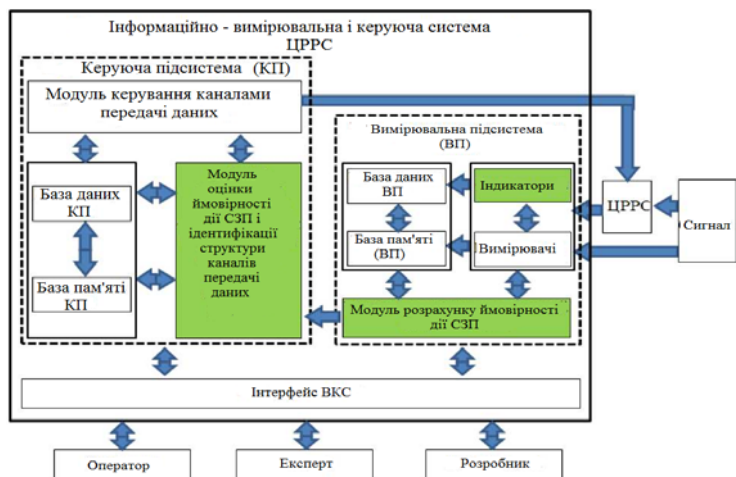 Інформаційно - вимірювальна і керуюча система
ЦРРС
Керуюча підсистема (КП)
Модуль керування каналами
передачі даних
База даних
КП
База пам'яті
КП
Модуль
оцінки
ймовірності
дії СЗП і
ідентифікації
структури
каналів
передачі
даних
Вимірювальна підсистема
(ВП)
База даних
ВП
База пам'яті
(ВП)
Індикатори
Вимірювачі
Модуль розрахунку ймовірності
дії СЗП
ЦРРС
Сигнал
Інтерфейс ВКС
Оператор
Експерт
Розробник